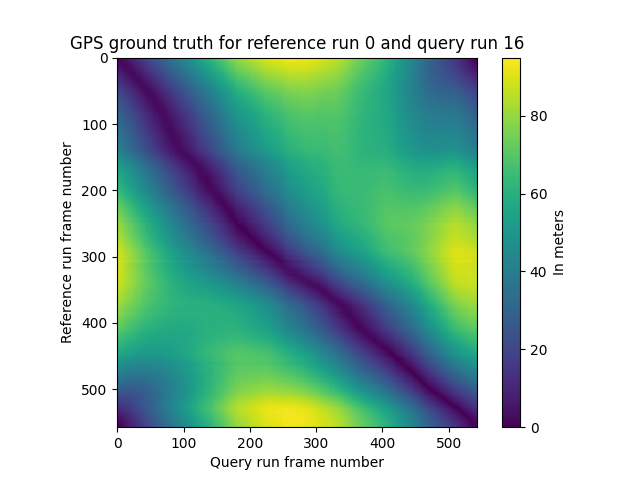 GPS ground truth for reference run 0 and query run 16
0
100
200
300
400
500
Reference run frame number
0 100 200 300 400 500
Query run frame number
80
60
40
20
0
In meters